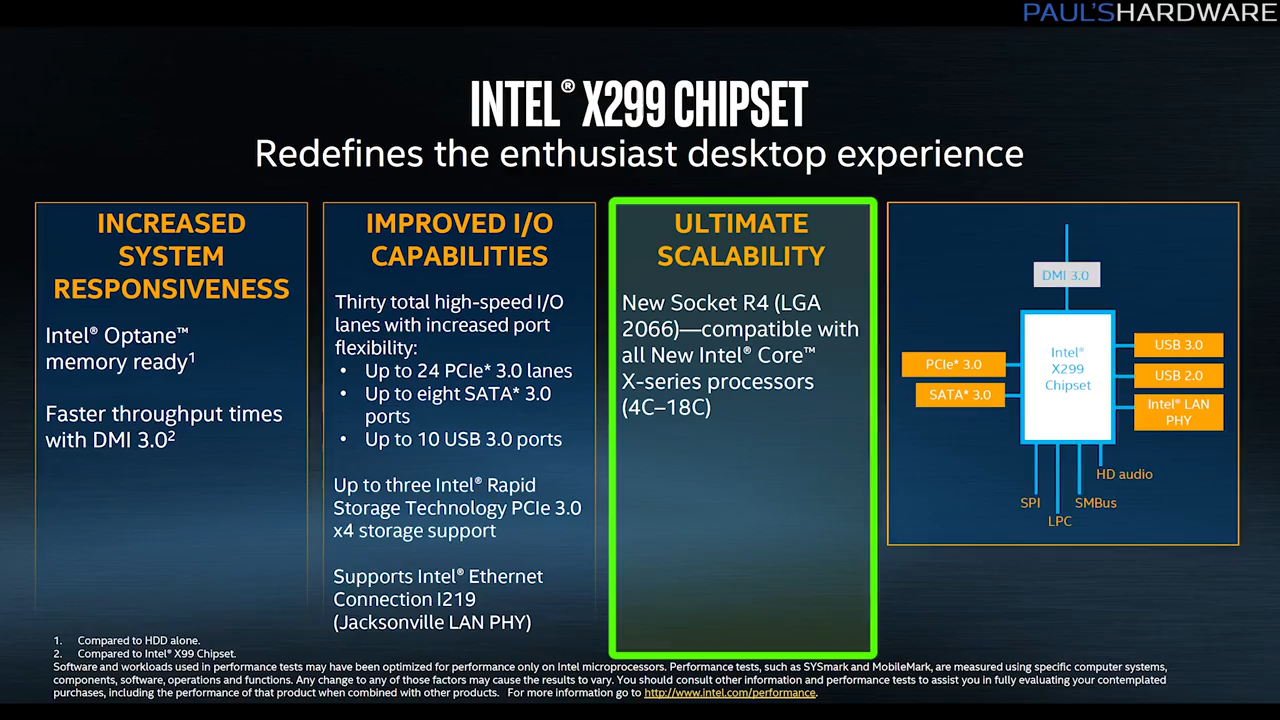 PAUL'SHARDWARE
INTEL® X299 CHIPSET
Redefines the enthusiast desktop experience
INCREASED
SYSTEM
RESPONSIVENESS
Intel® Optane™
memory ready¹
Faster throughput times
with DMI 3.0²
IMPROVED I/O
CAPABILITIES
Thirty total high-speed I/O
lanes with increased port
flexibility:
• Up to 24 PCIe* 3.0 lanes
• Up to eight SATA* 3.0
ports
• Up to 10 USB 3.0 ports
Up to three Intel® Rapid
Storage Technology PCIe 3.0
x4 storage support
Supports Intel® Ethernet
Connection I219
(Jacksonville LAN PHY)
ULTIMATE
SCALABILITY
New Socket R4 (LGA
2066)—compatible with
all New Intel® Core™
X-series processors
(4C–18C)
DMI 3.0
Intel®
X299
Chipset
PCIe* 3.0
SATA* 3.0
USB 3.0
USB 2.0
Intel® LAN
PHY
HD audio
SPI
SMBus
LPC
1. Compared to HDD alone.
2. Compared to Intel® X99 Chipset.
Software and workloads used in performance tests may have been optimized for performance only on Intel microprocessors. Performance tests, such as SYSmark and MobileMark, are measured using specific computer systems,
components, software, operations and functions. Any change to any of those factors may cause the results to vary. You should consult other information and performance tests to assist you in fully evaluating your contemplated
purchases, including the performance of that product when combined with other products. For more information go to http://www.intel.com/performance.